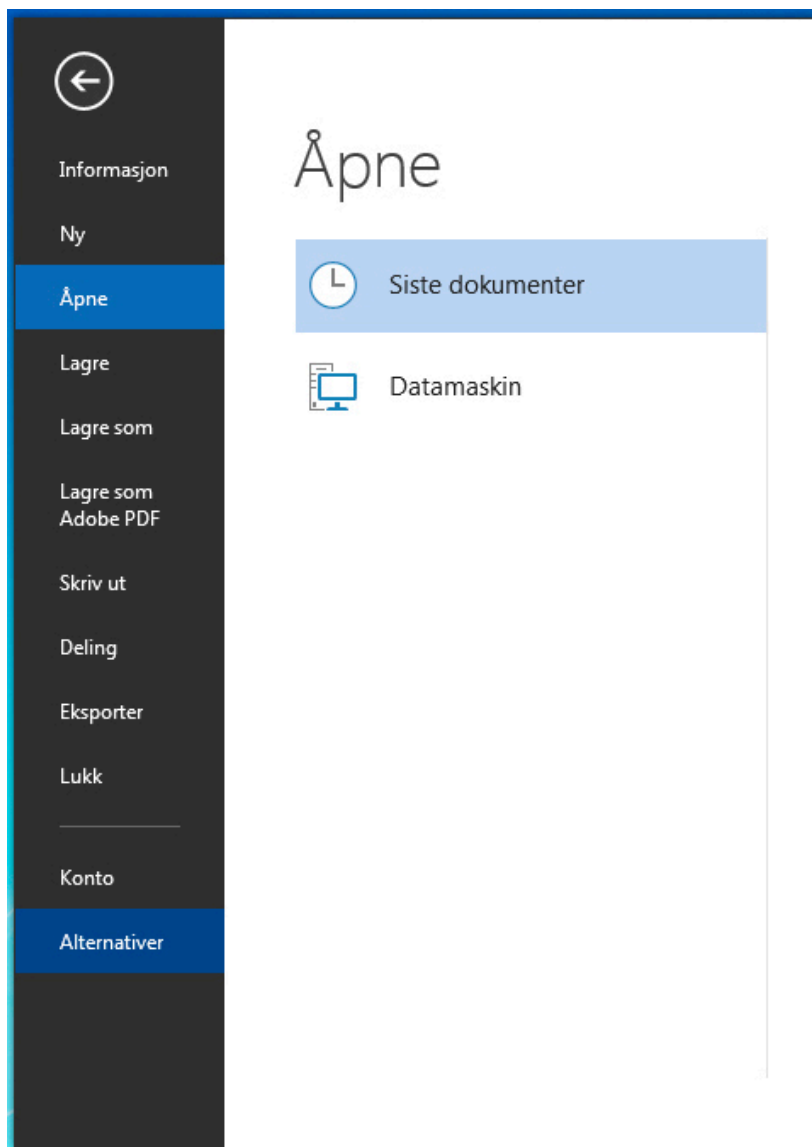 Informasjon
Ny
Åpne
Lagre
Lagre som
Lagre som
Adobe PDF
Skriv ut
Deling
Eksporter
Lukk
Konto
Alternativer
Åpne
Siste dokumenter
Datamaskin